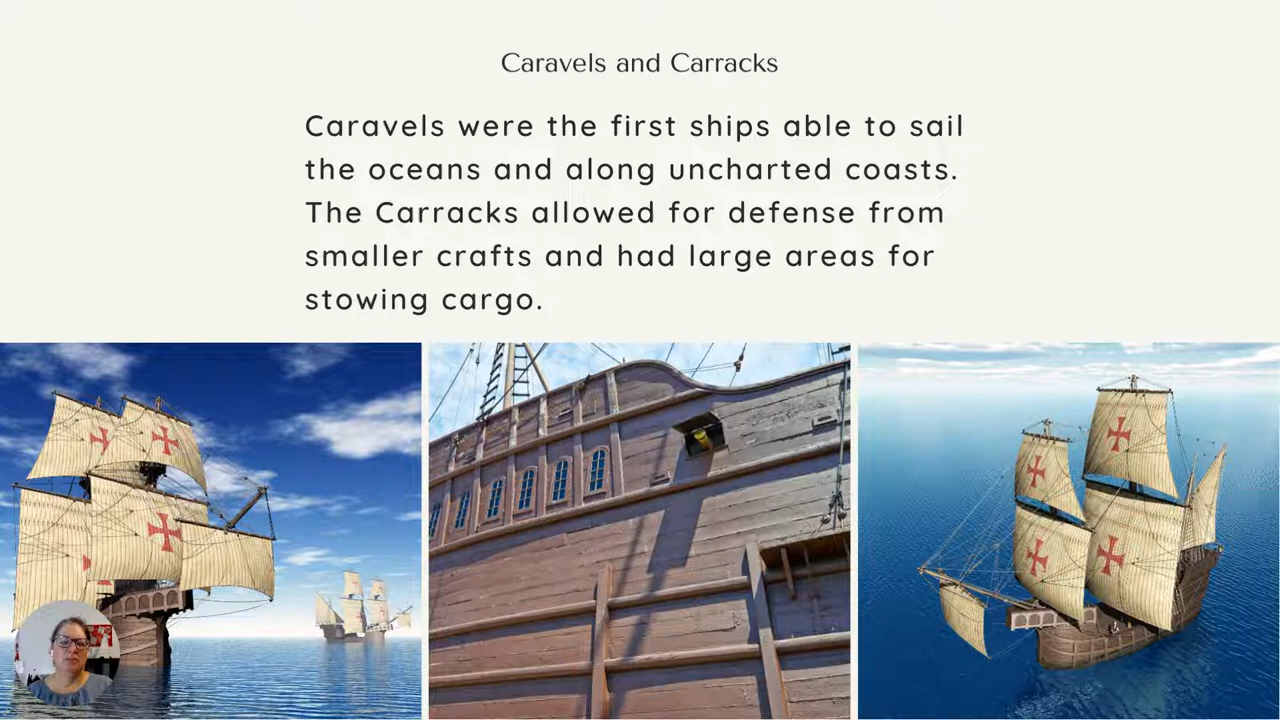 Caravels and Carracks
Caravels were the first ships able to sail
the oceans and along uncharted coasts.
The Carracks allowed for defense from
smaller crafts and had large areas for
stowing cargo.